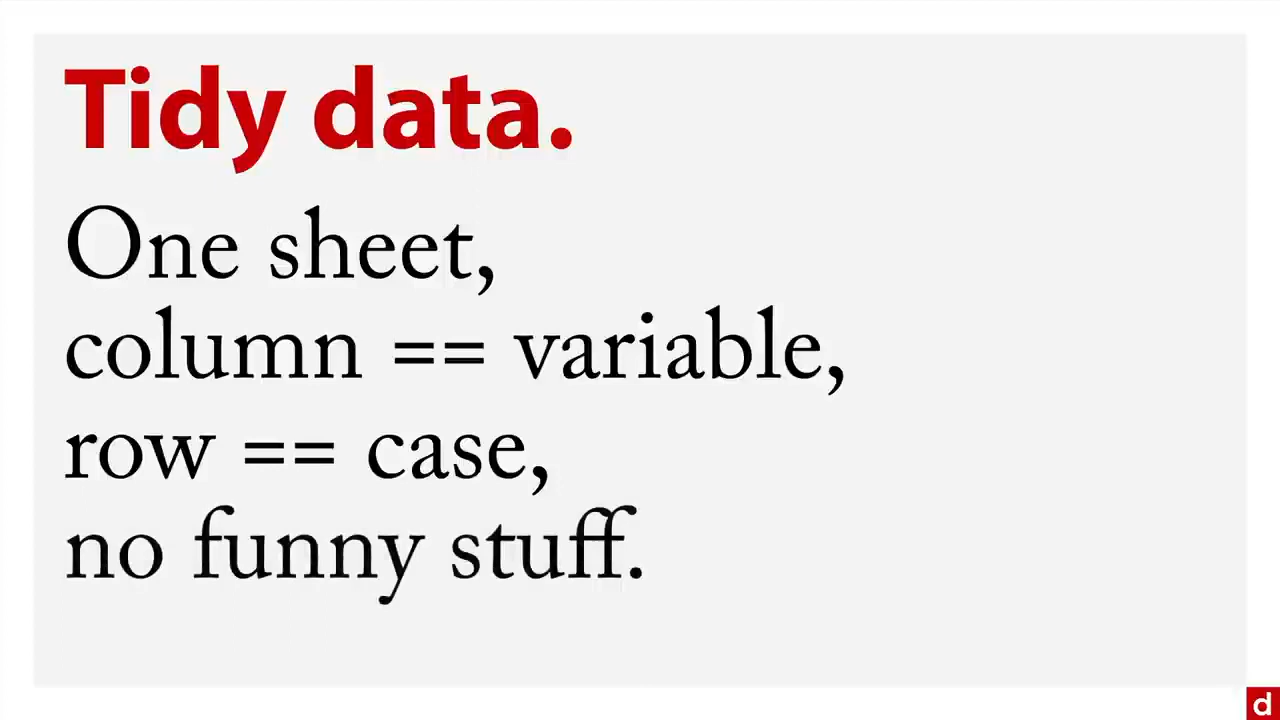 Tidy data.
One sheet,
column == variable,
row == case,
no funny stuff.
d